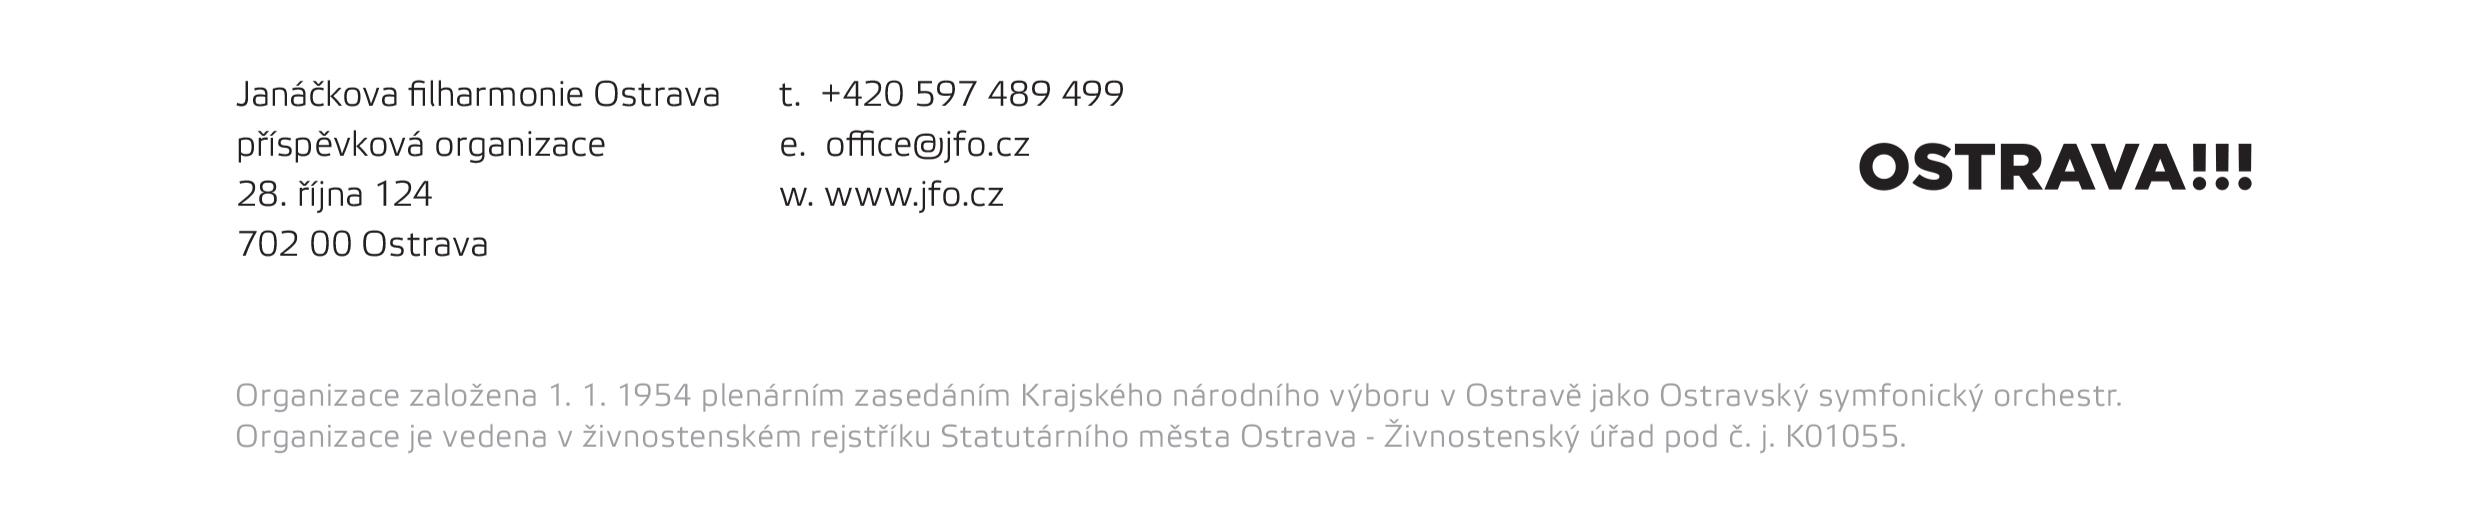 Janáčkova filharmonie Ostrava
příspěvková organizace
28. října 124
702 00 Ostrava
t. +420 597 489 499
e. office@jfo.cz
w. www.jfo.cz
OSTRAVA!!!
Organizace založena 1. 1. 1954 plenárním zasedáním Krajského národního výboru v Ostravě jako Ostravský symfonický orchestr.
Organizace je vedena v živnostenském rejstříku Statutárního města Ostrava - Živnostenský úřad pod č. j. K01055.